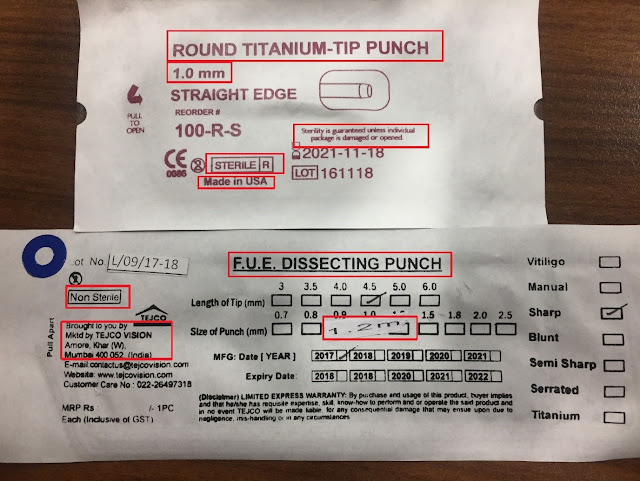 ROUND TITANIUM-TIP PUNCH
1.0 mm
STRAIGHT EDGE
REORDER #
100-R-S
PULL
TO
OPEN
Sterility is guaranteed unless individual
package is damaged or opened.
CE
0086
STERILE R
2021-11-18
Made in USA
LOT 161118
Lot No. L/09/17-18
F.U.E. DISSECTING PUNCH
Non Sterile
3 3.5 4.0 4.5 5.0 6.0
Length of Tip (mm)
0.7 0.8 0.9 1.0 1.5 1.8 2.0 2.5
Size of Punch (mm) 1.2mm
MFG: Date [ YEAR ] 2017 2018 2019 2020 2021
Expiry Date: 2018 2018 2020 2021 2022
Pull Apart
TEJCO
Brought to you by
Mktd by TEJCO VISION
Amore, Khar (W),
Mumbai 400 052. (India)
E-mail:contactus@tejcovision.com
Website: www.tejcovision.com
Customer Care No : 022-26497318
MRP Rs /- 1PC
Each (Inclusive of GST)
(Disclaimer) LIMITED EXPRESS WARRANTY: By purchase and usage of this product, buyer implies
and that he/she has requisite expertise, skill, know-how to perform and or operate the said product and
in no event TEJCO will be made liable, for any consequential damage that may ensue upon due to
negligence, mis-handling or in any circumstances
Vitiligo
Manual
Sharp
Blunt
Semi Sharp
Serrated
Titanium